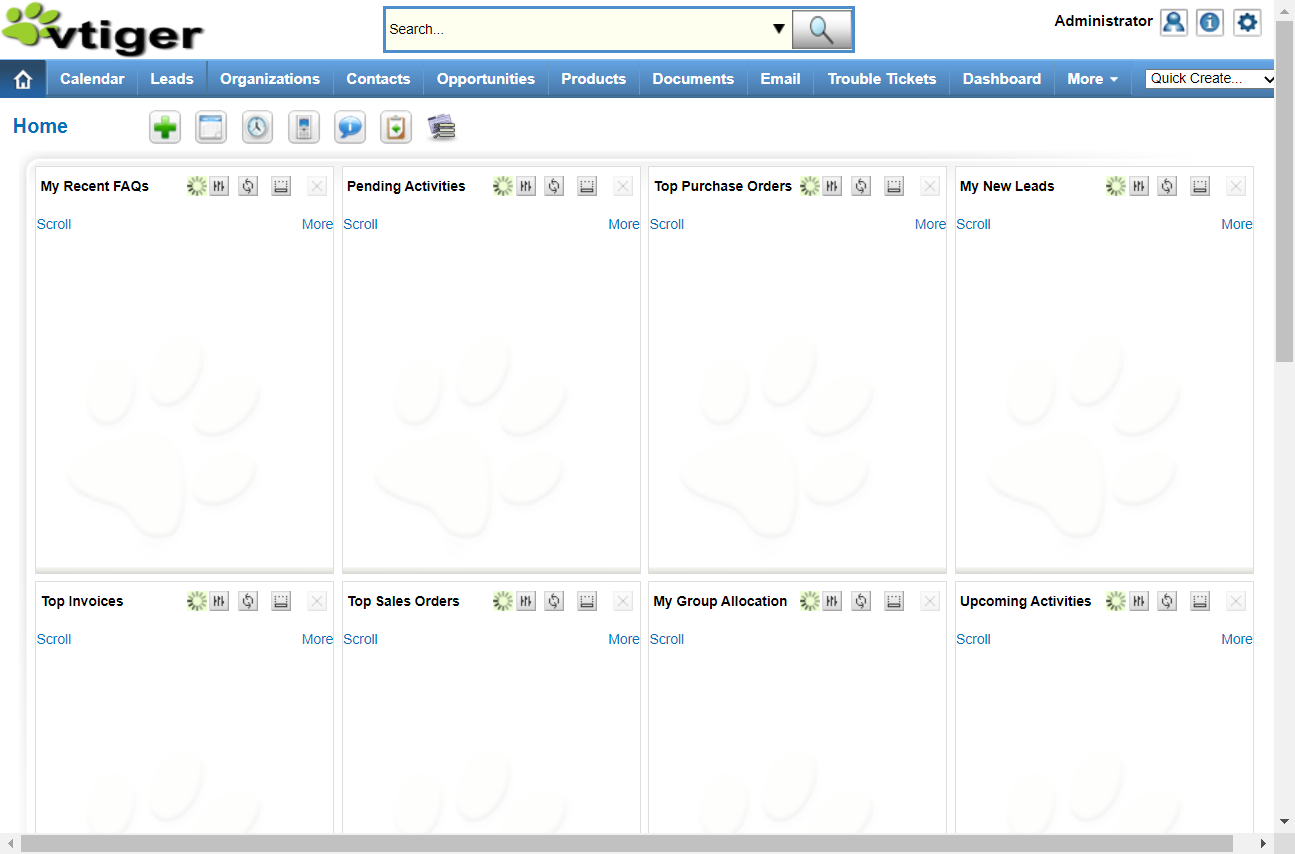 vtiger
Search...
Administrator
Calendar Leads Organizations Contacts Opportunities Products Documents Email Trouble Tickets Dashboard More Quick Create...
Home
My Recent FAQs Pending Activities Top Purchase Orders My New Leads
Scroll More Scroll More Scroll More Scroll More
Top Invoices Top Sales Orders My Group Allocation Upcoming Activities
Scroll More Scroll More Scroll Scroll More